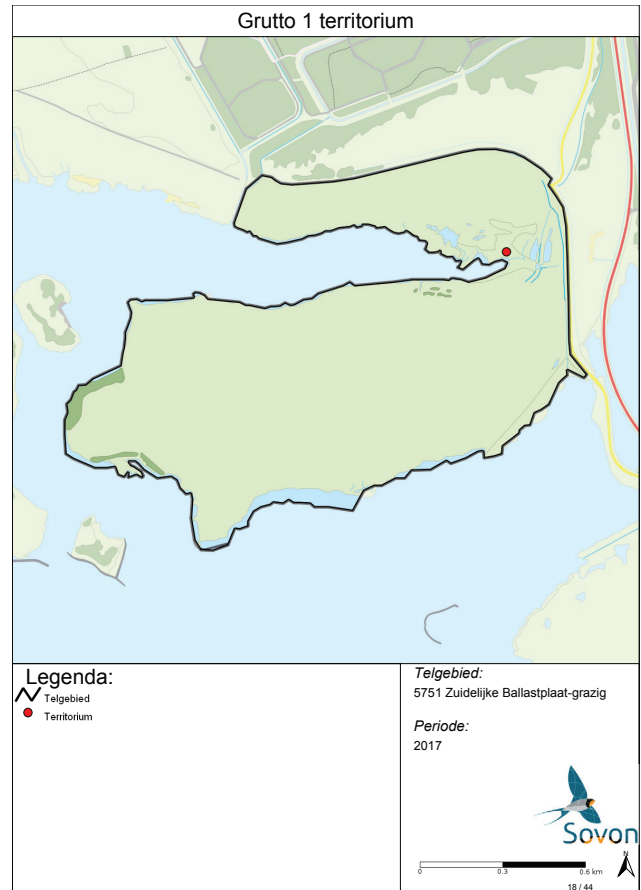 Grutto 1 territorium
Legenda:
Telgebied
Territorium
Telgebied:
5751 Zuidelijke Ballastplaat-grazig
Periode:
2017
Sovon
0 0.3 0.6 km
N
18 / 44